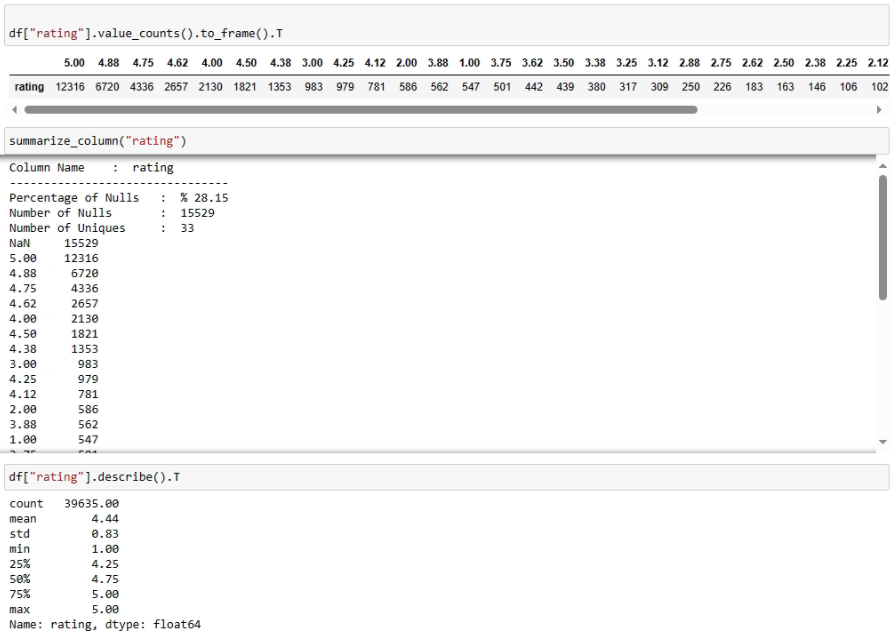 df["rating"].value_counts().to_frame().T
5.00 4.88 4.75 4.62 4.00 4.50 4.38 3.00 4.25 4.12 2.00 3.88 1.00 3.75 3.62 3.50 3.38 3.25 3.12 2.88 2.75 2.62 2.50 2.38 2.25 2.12
rating 12316 6720 4336 2657 2130 1821 1353 983 979 781 586 562 547 501 442 439 380 317 309 250 226 183 163 146 106 102
summarize_column("rating")
Column Name : rating
--------------------------------
Percentage of Nulls : % 28.15
Number of Nulls : 15529
Number of Uniques : 33
NaN 15529
5.00 12316
4.88 6720
4.75 4336
4.62 2657
4.00 2130
4.50 1821
4.38 1353
3.00 983
4.25 979
4.12 781
2.00 586
3.88 562
1.00 547
df["rating"].describe().T
count 39635.00
mean 4.44
std 0.83
min 1.00
25% 4.25
50% 4.75
75% 5.00
max 5.00
Name: rating, dtype: float64